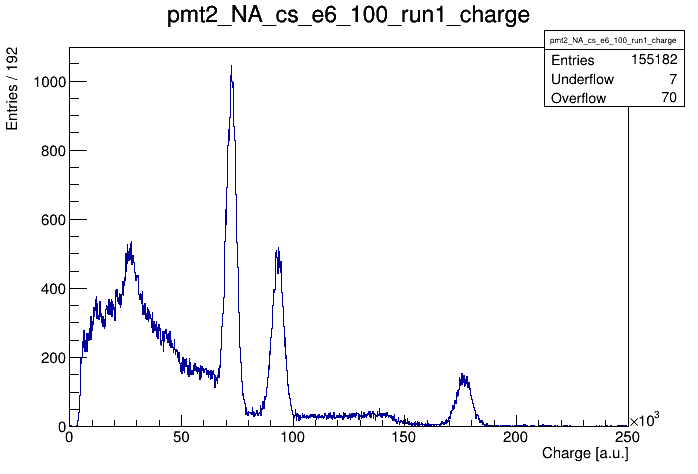 pmt2_NA_cs_e6_100_run1_charge
pmt2_NA_cs_e6_100_run1_charge
Entries 155182
Underflow 7
Overflow 70
Entries / 192
1000
800
600
400
200
0
0 50 100 150 200 250
×10³
Charge [a.u.]